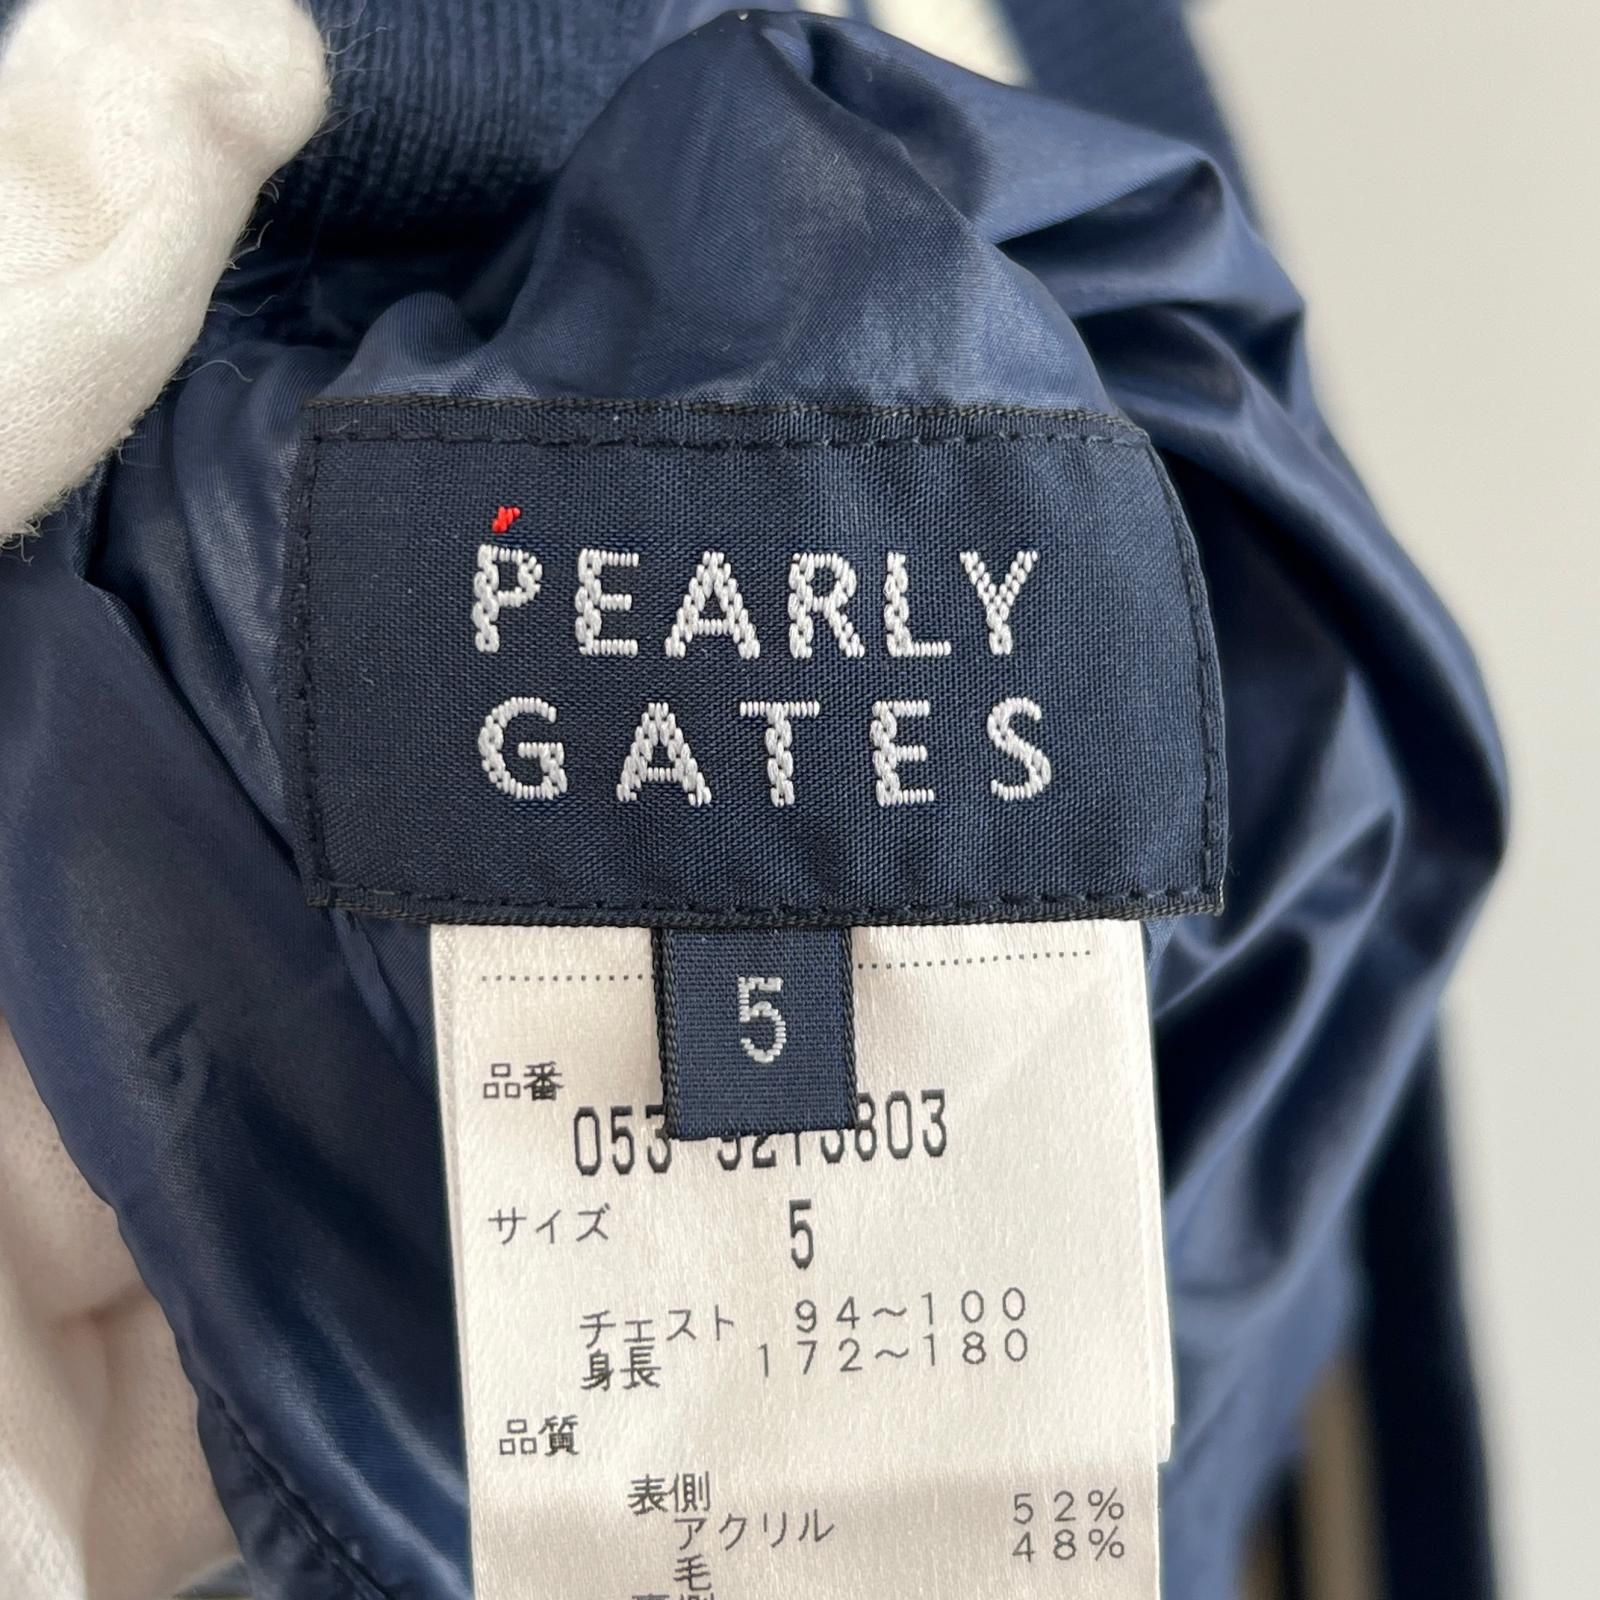 PEARLY
GATES
5
品番
サイズ 5
チェスト 94～100
身長 172～180
品質
表側
アクリル 52%
毛 48%